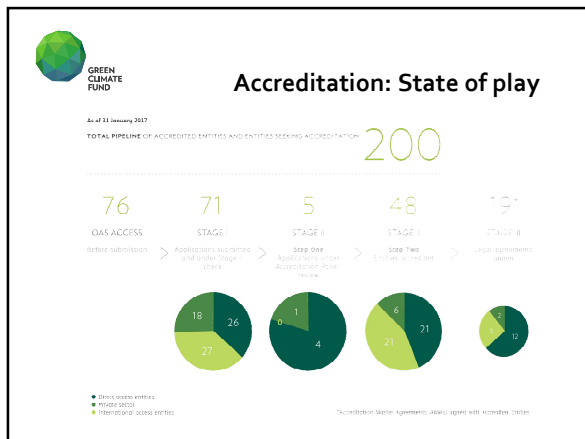 GREEN
CLIMATE
FUND
Accreditation: State of play
As of 31 January 2017
TOTAL PIPELINE OF ACCREDITED ENTITIES AND ENTITIES SEEKING ACCREDITATION
200
76 71 5 48 19*
OAS ACCESS STAGE I STAGE II STAGE II STAGE III
Before submission > Applications submitted > Step One > Step Two > Legal agreements
and under Stage I Applications under Entities accredited
check Accreditation Panel
review
18 26 27
1 0 4
6 21 21
2 12
Direct access entities
Private sector
International access entities
*Accreditation Master Agreements (AMAs) signed with Accredited Entities